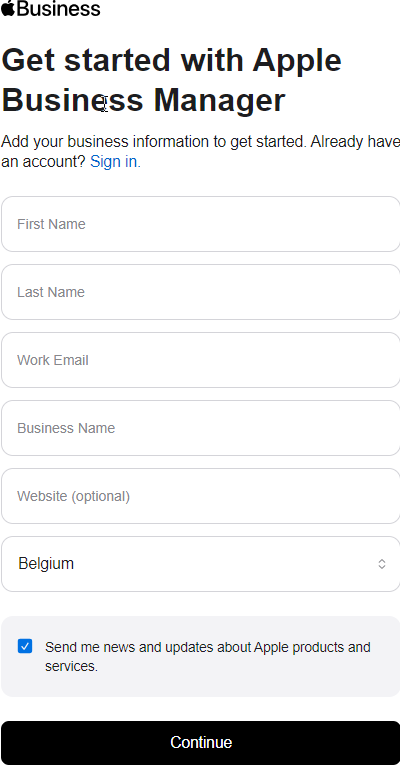 Business
Get started with Apple
Business Manager
Add your business information to get started. Already have
an account? Sign in.
First Name
Last Name
Work Email
Business Name
Website (optional)
Belgium
Send me news and updates about Apple products and
services.
Continue